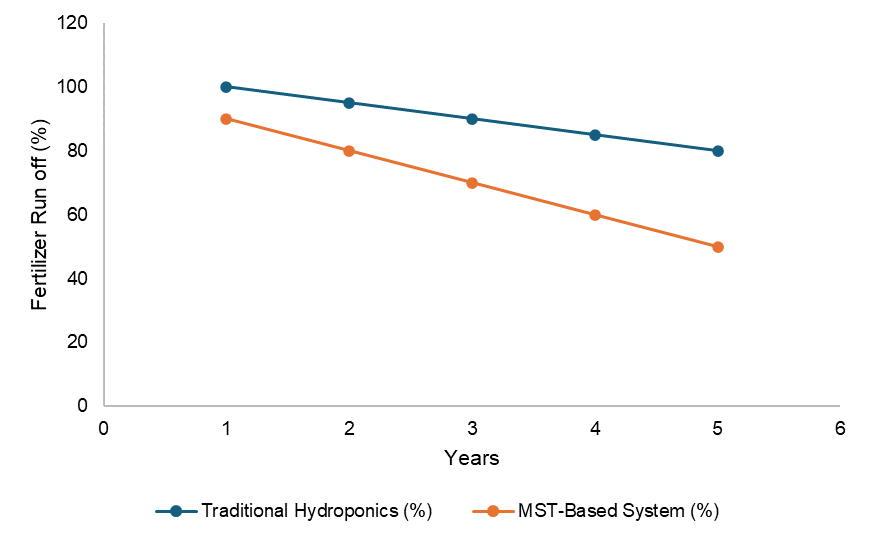 120
100
80
60
40
20
0
Fertilizer Run off (%)
0 1 2 3 4 5 6
Years
Traditional Hydroponics (%) MST-Based System (%)